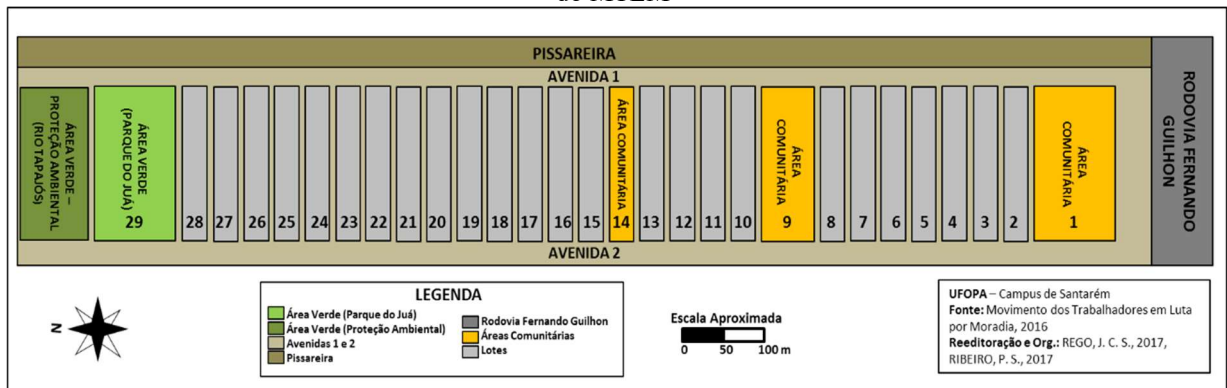 PISSAREIRA
AVENIDA 1
ÁREA VERDE –
PROTEÇÃO AMBIENTAL
(RIO TAPAJÓS)
ÁREA VERDE
(PARQUE DO JUÁ)
29
28
27
26
25
24
23
22
21
20
19
18
17
16
15
ÁREA COMUNITÁRIA
14
13
12
11
10
ÁREA
COMUNITÁRIA
9
8
7
6
5
4
3
2
ÁREA
COMUNITÁRIA
1
RODOVIA FERNANDO
GUILHON
AVENIDA 2
N
LEGENDA
Área Verde (Parque do Juá)
Área Verde (Proteção Ambiental)
Avenidas 1 e 2
Pissareira
Rodovia Fernando Guilhon
Áreas Comunitárias
Lotes
Escala Aproximada
0 50 100 m
UFOPA – Campus de Santarém
Fonte: Movimento dos Trabalhadores em Luta
por Moradia, 2016
Reeditoração e Org.: REGO, J. C. S., 2017,
RIBEIRO, P. S., 2017